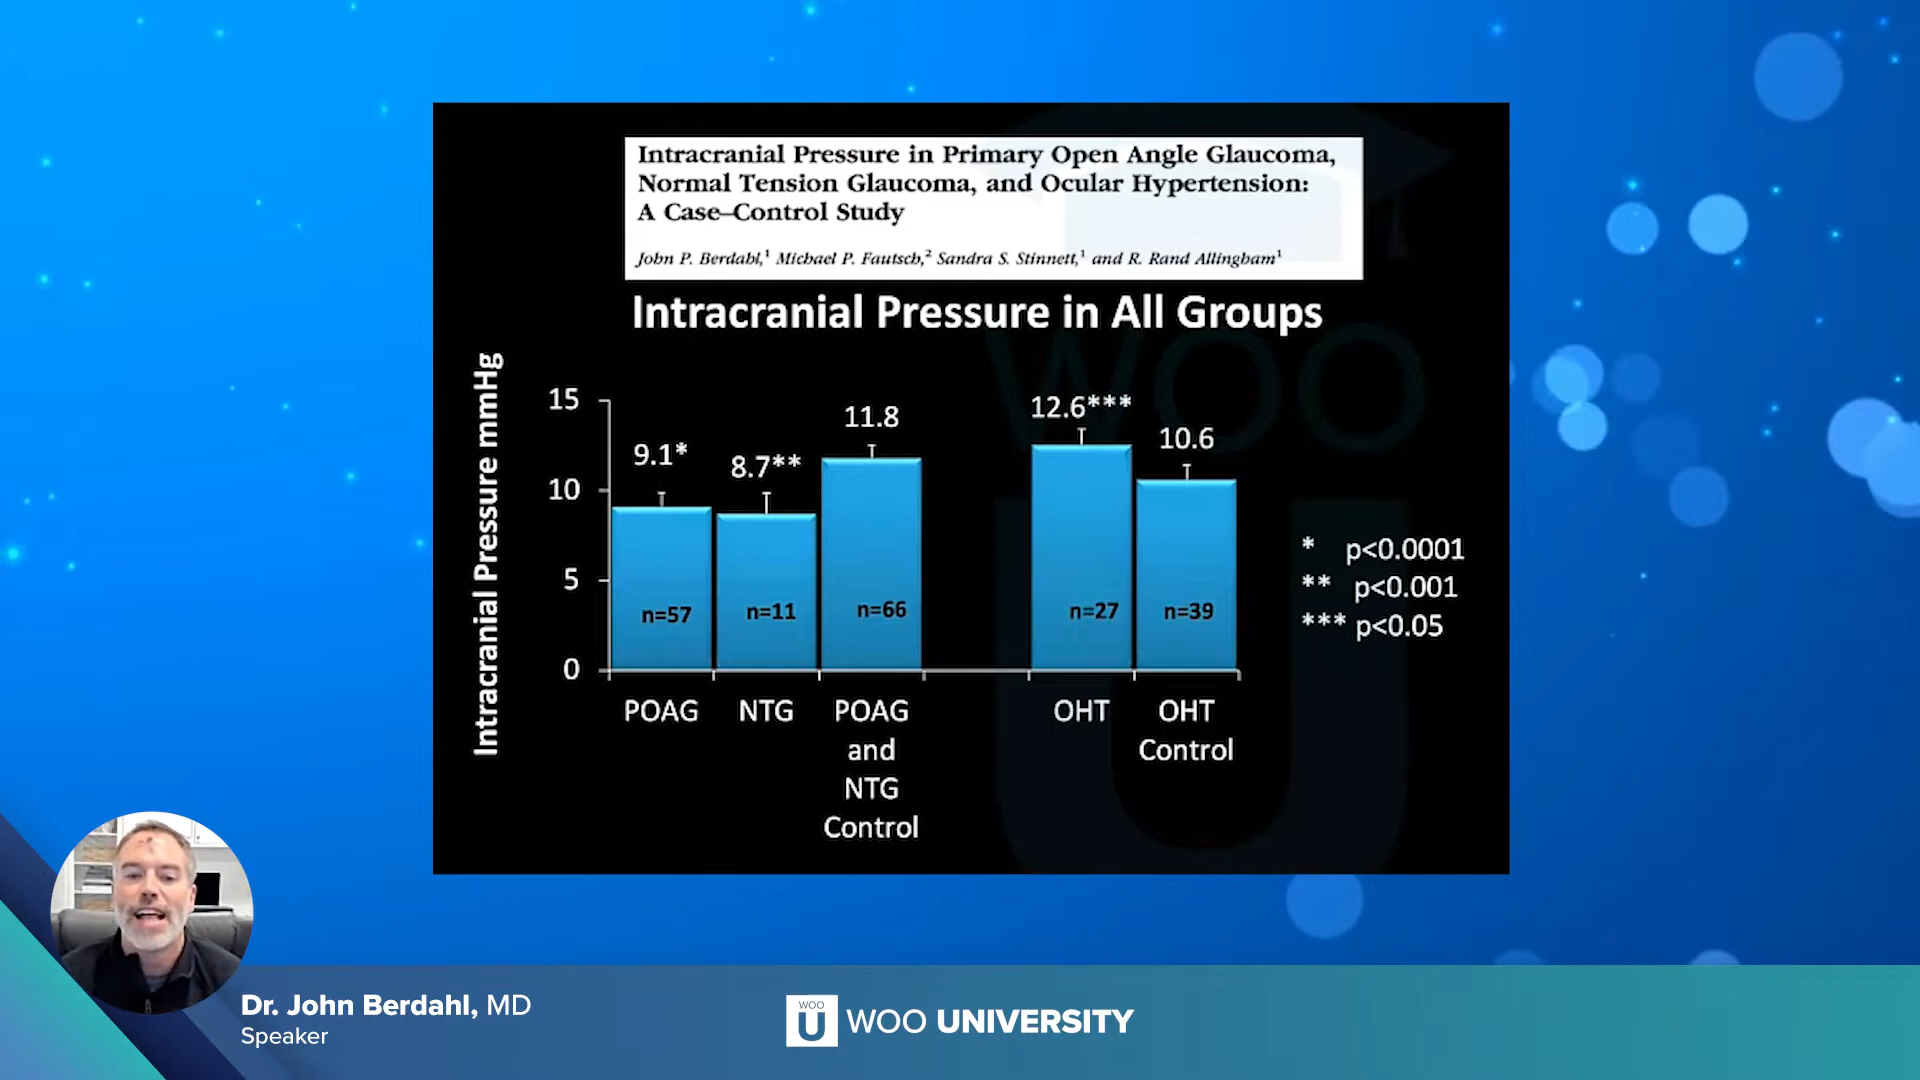 Intracranial Pressure in Primary Open Angle Glaucoma,
Normal Tension Glaucoma, and Ocular Hypertension:
A Case–Control Study
John P. Berdahl,¹ Michael P. Fautsch,² Sandra S. Stinnett,¹ and R. Rand Allingham¹
Intracranial Pressure in All Groups
Intracranial Pressure mmHg
15
10
5
0
9.1*
8.7**
11.8
12.6***
10.6
n=57
n=11
n=66
n=27
n=39
POAG
NTG
POAG
and
NTG
Control
OHT
OHT
Control
* p<0.0001
** p<0.001
*** p<0.05
WOO
U
Dr. John Berdahl, MD
Speaker
WOO
U
WOO UNIVERSITY